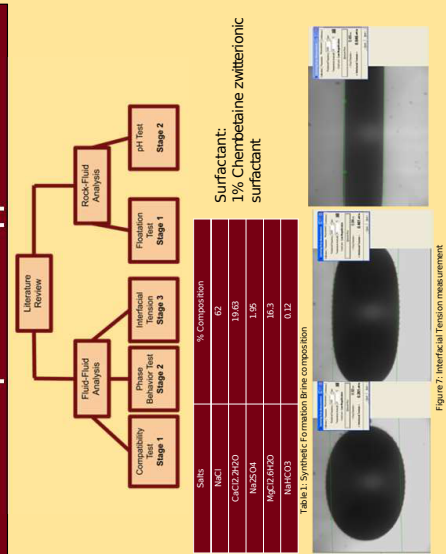 Literature
Review
Fluid-Fluid
Analysis
Rock-Fluid
Analysis
Compatibility
Test
Stage 1
Phase
Behavior Test
Stage 2
Interfacial
Tension
Stage 3
Floatation
Test
Stage 1
pH Test
Stage 2
Salts
% Composition
NaCl
62
CaCl2.2H2O
19.63
Na2SO4
1.95
MgCl2.6H2O
16.3
NaHCO3
0.12
Table1: Synthetic Formation Brine composition
Surfactant:
1% Chembetaine zwitterionic
surfactant
Figure 7: Interfacial Tension measurement